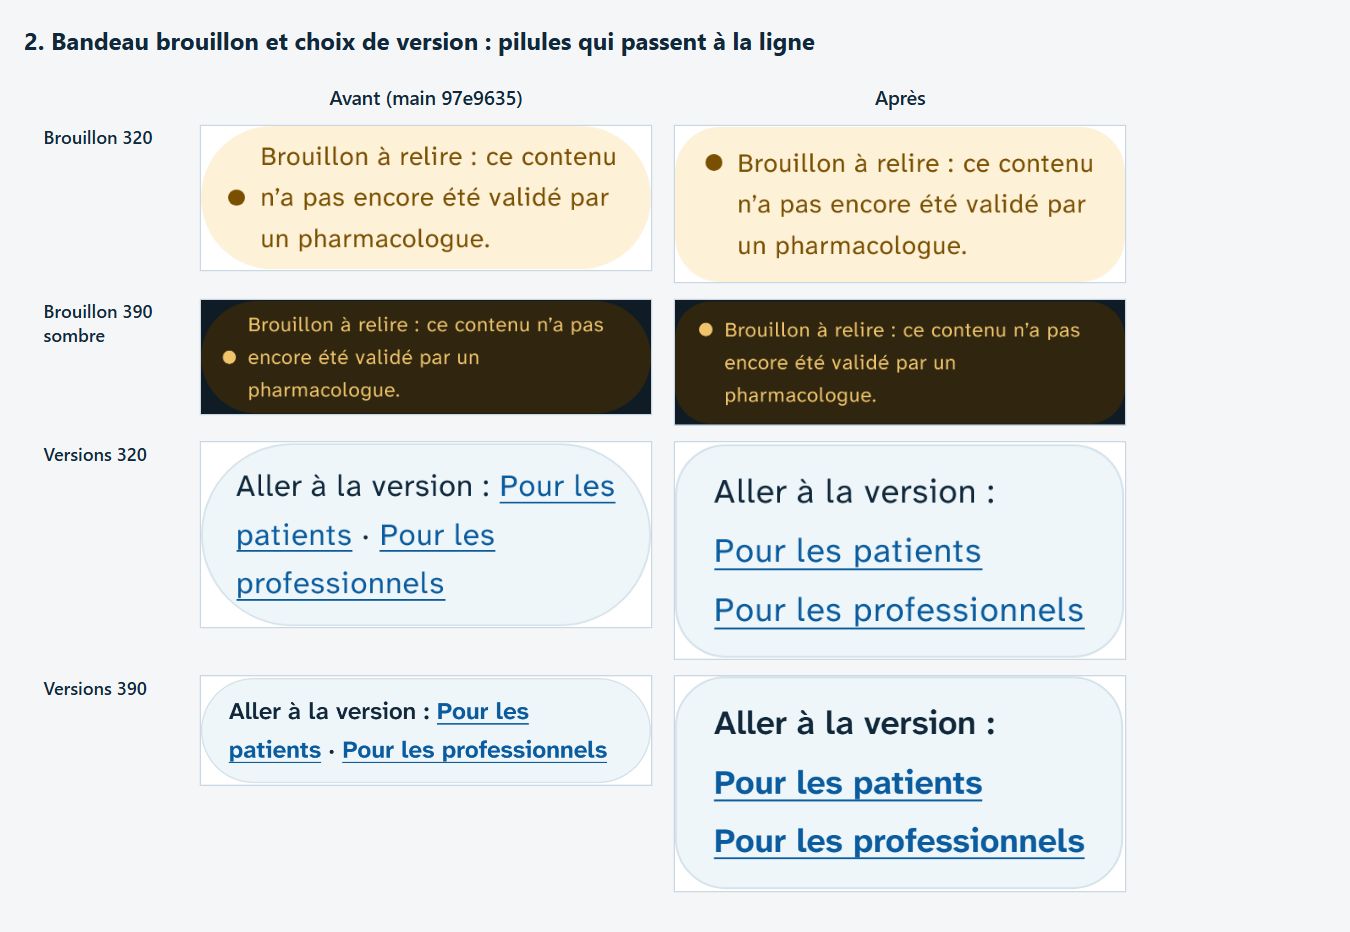 2. Bandeau brouillon et choix de version : pilules qui passent à la ligne
Avant (main 97e9635)
Après
Brouillon 320
Brouillon à relire : ce contenu
n’a pas encore été validé par
un pharmacologue.
Brouillon à relire : ce contenu
n’a pas encore été validé par
un pharmacologue.
Brouillon 390
sombre
Brouillon à relire : ce contenu n’a pas
encore été validé par un
pharmacologue.
Brouillon à relire : ce contenu n’a pas
encore été validé par un
pharmacologue.
Versions 320
Aller à la version : Pour les
patients · Pour les
professionnels
Aller à la version :
Pour les patients
Pour les professionnels
Versions 390
Aller à la version : Pour les
patients · Pour les professionnels
Aller à la version :
Pour les patients
Pour les professionnels